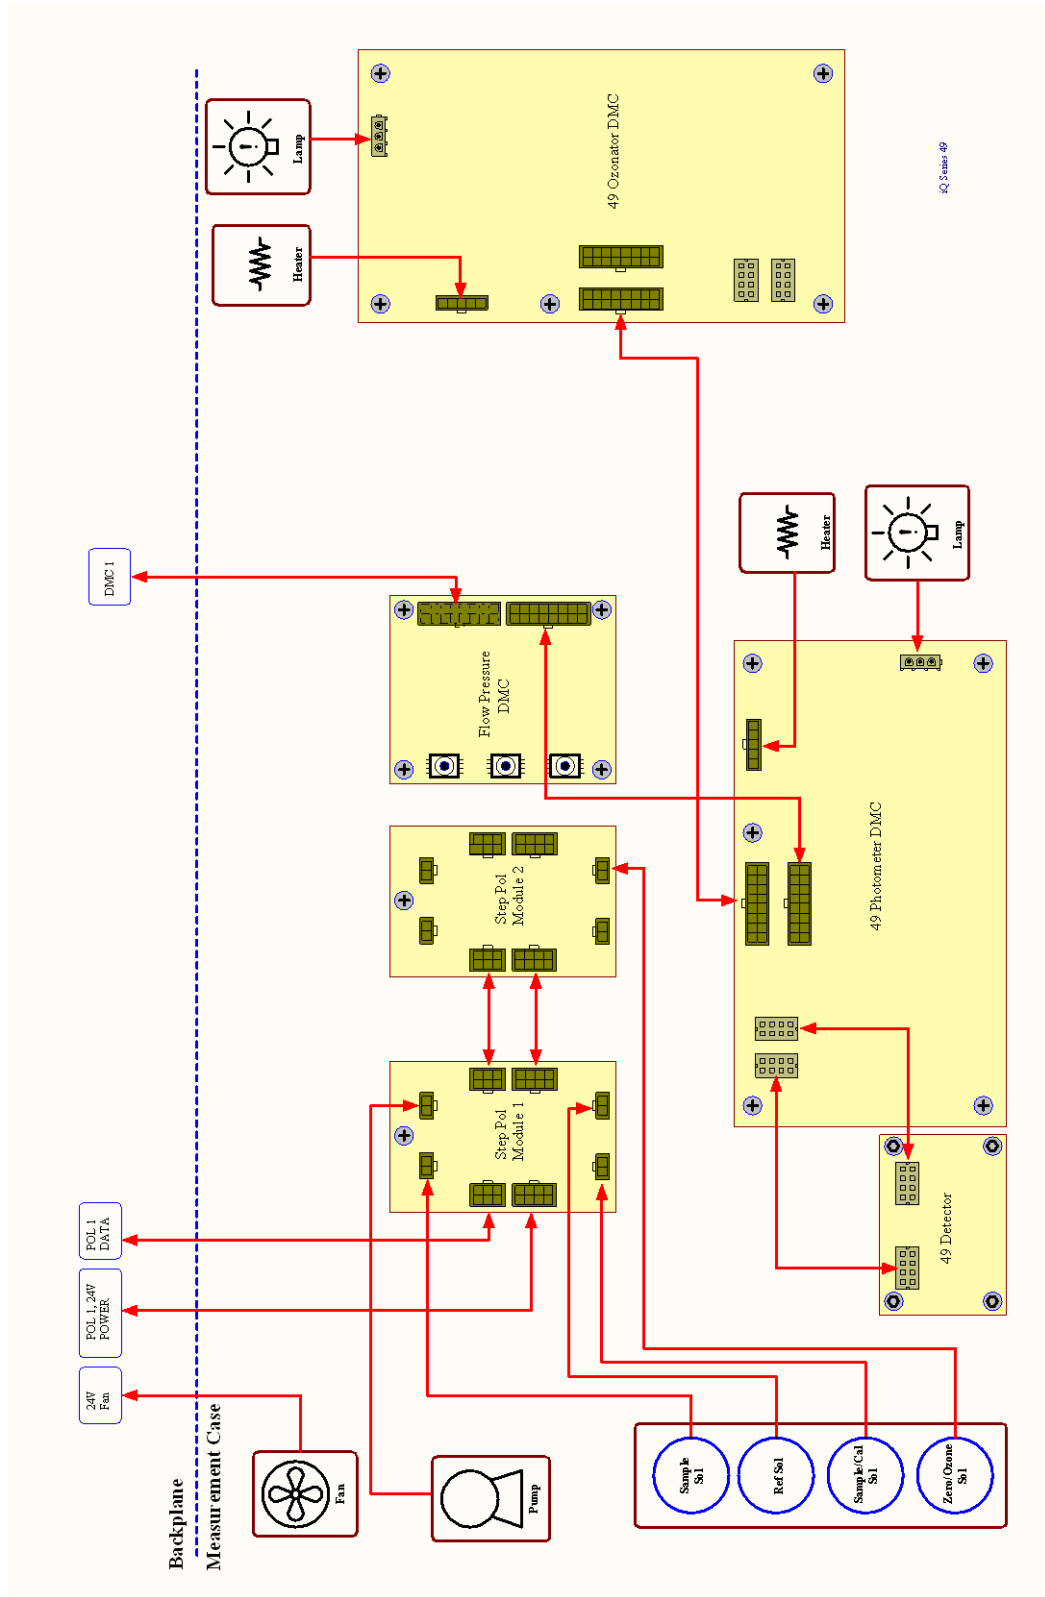 Backplane
Measurement Case
24V
Fan
POL 1, 24V
POWER
POL 1
DATA
DMC 1
Fan
Pump
Sample
Sol
Ref Sol
Sample/Cal
Sol
Zero/Ozone
Sol
Step Pol
Module 1
Step Pol
Module 2
Flow Pressure
DMC
49 Detector
49 Photometer DMC
Heater
Lamp
Heater
Lamp
49 Ozonator DMC
iQ Series 49